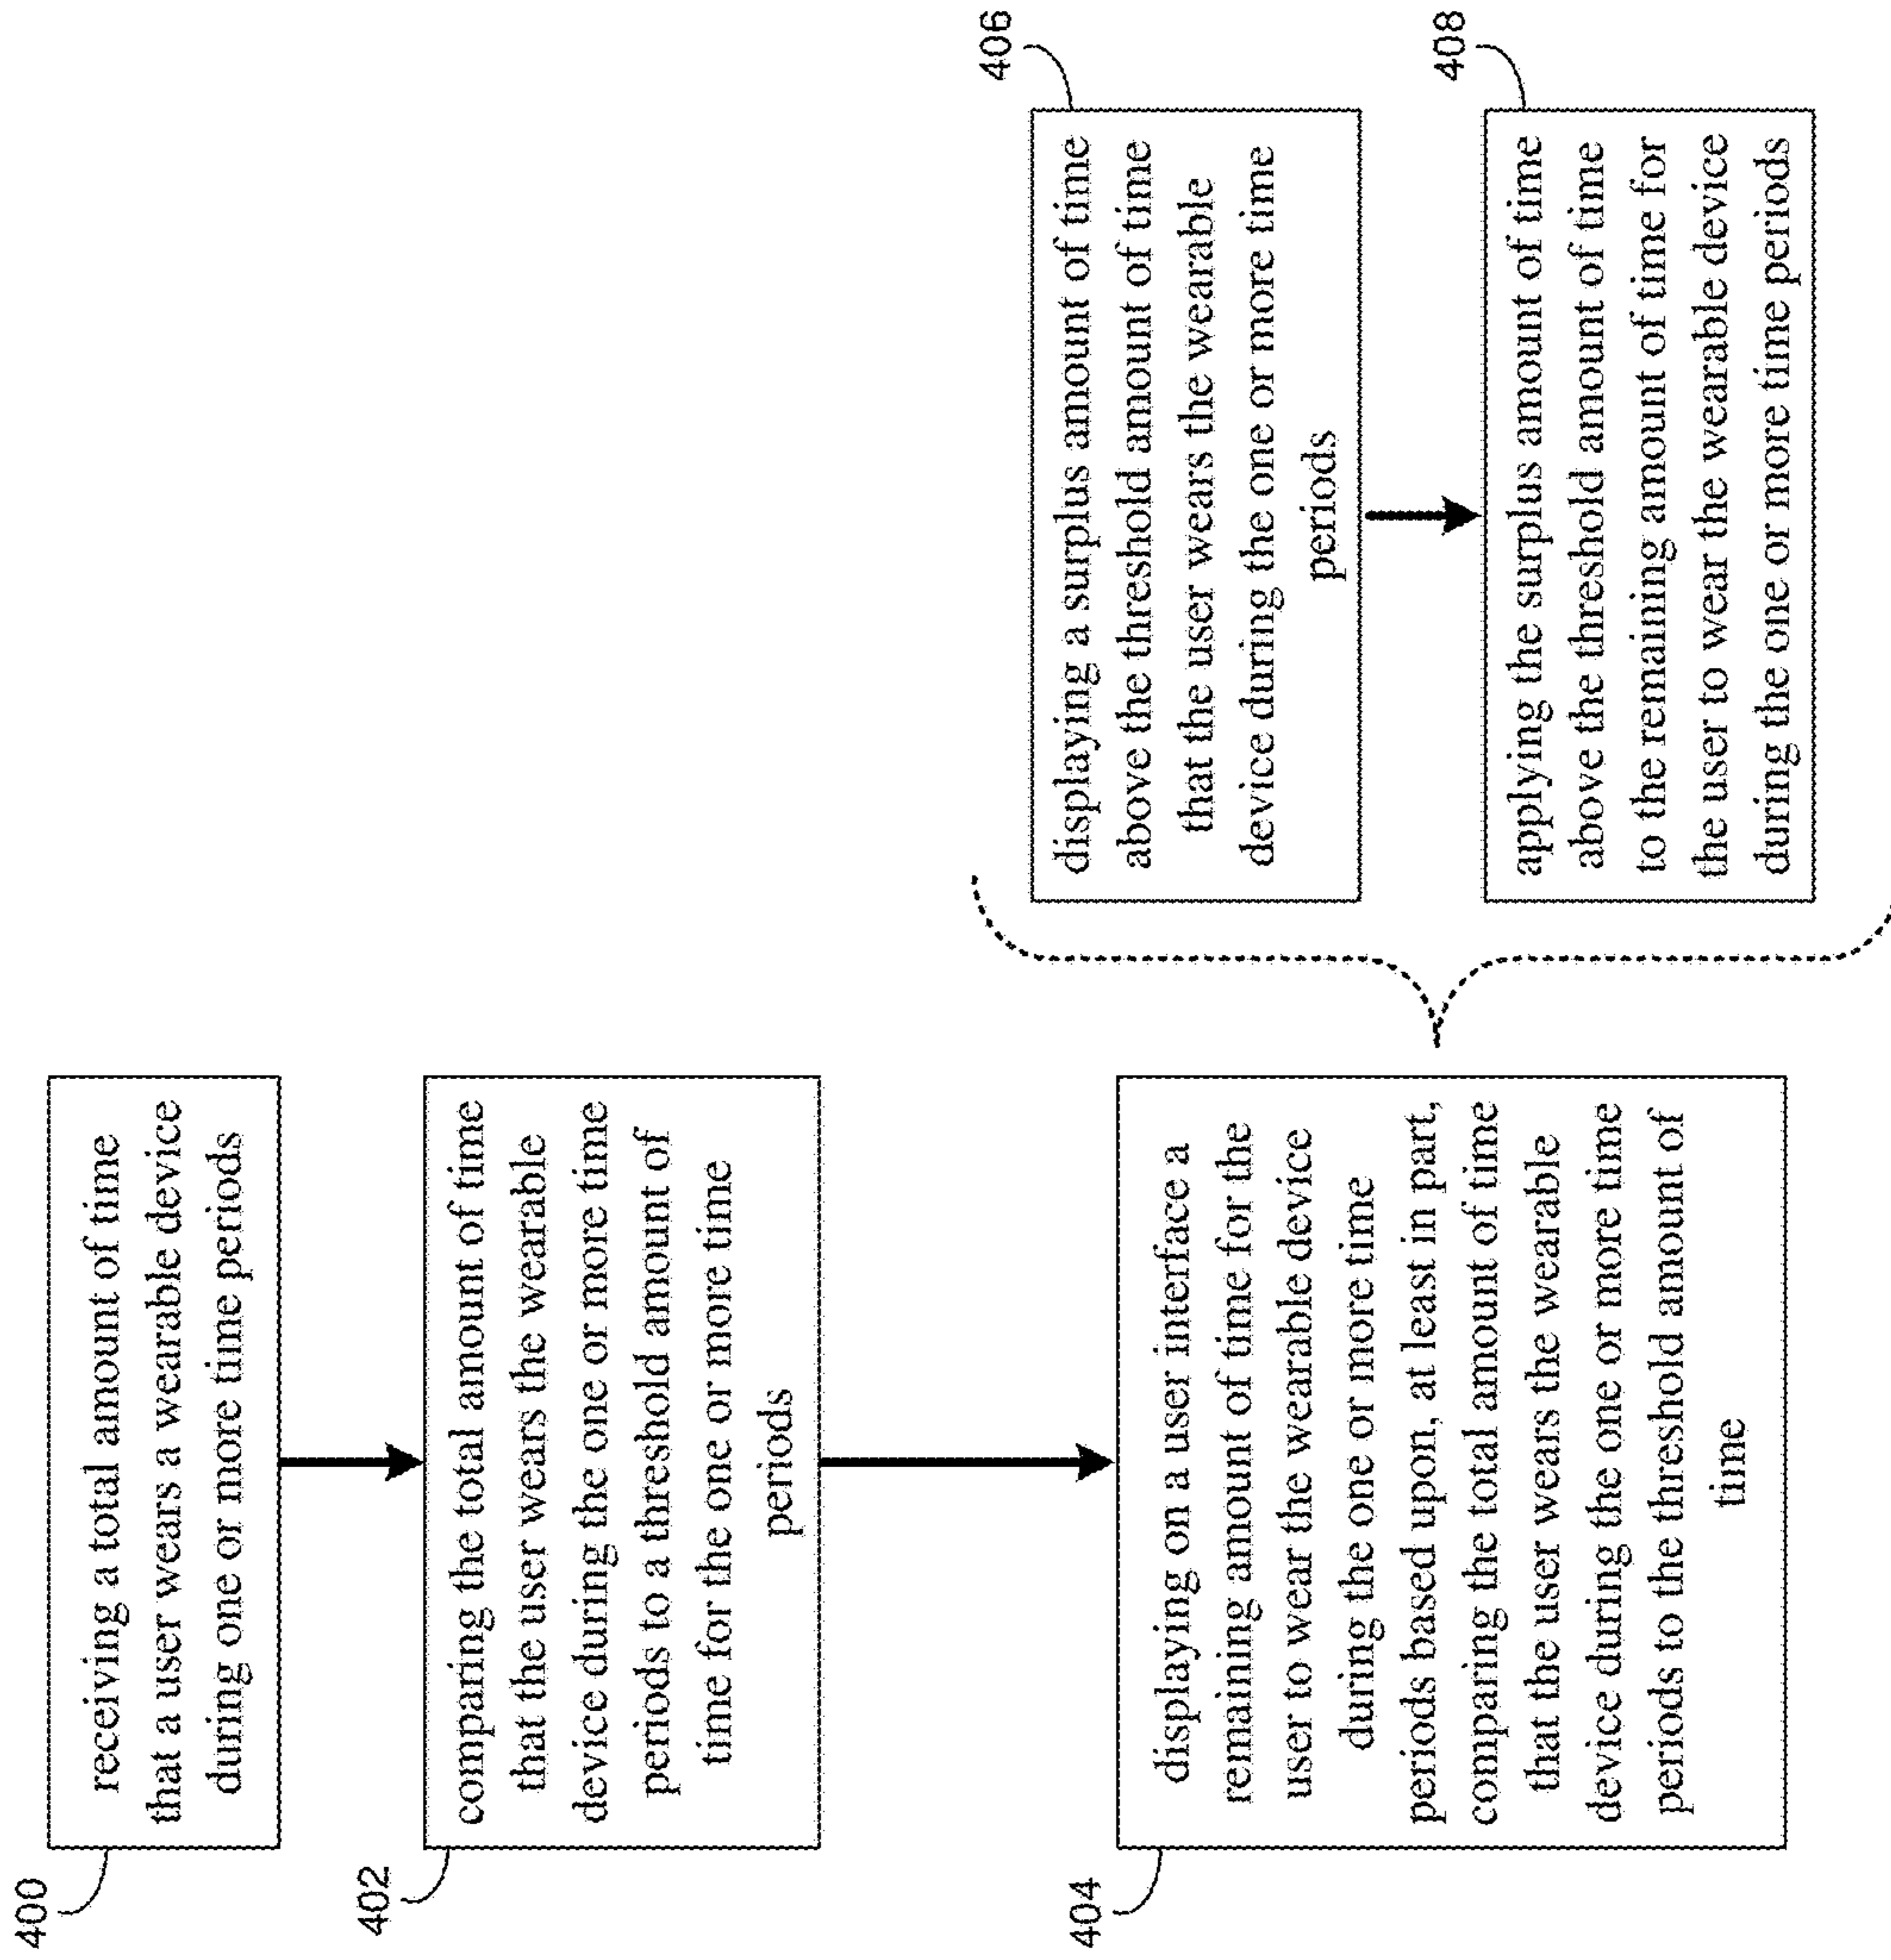 400
receiving a total amount of time
that a user wears a wearable device
during one or more time periods
402
comparing the total amount of time
that the user wears the wearable
device during the one or more time
periods to a threshold amount of
time for the one or more time
periods
404
displaying on a user interface a
remaining amount of time for the
user to wear the wearable device
during the one or more time
periods based upon, at least in part,
comparing the total amount of time
that the user wears the wearable
device during the one or more time
periods to the threshold amount of
time
406
displaying a surplus amount of time
above the threshold amount of time
that the user wears the wearable
device during the one or more time
periods
408
applying the surplus amount of time
above the threshold amount of time
to the remaining amount of time for
the user to wear the wearable device
during the one or more time periods